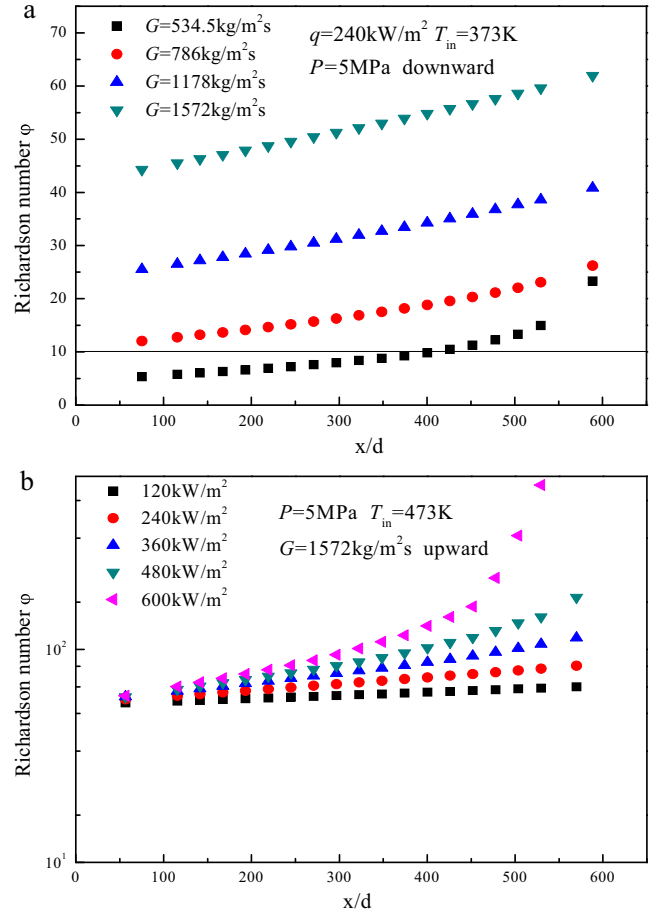 a
G=534.5kg/m²s
G=786kg/m²s
G=1178kg/m²s
G=1572kg/m²s
q=240kW/m² T_in=373K
P=5MPa downward
Richardson number φ
70
60
50
40
30
20
10
0
0 100 200 300 400 500 600
x/d
b
120kW/m²
240kW/m²
360kW/m²
480kW/m²
600kW/m²
P=5MPa T_in=473K
G=1572kg/m²s upward
Richardson number φ
10²
10¹
0 100 200 300 400 500 600
x/d